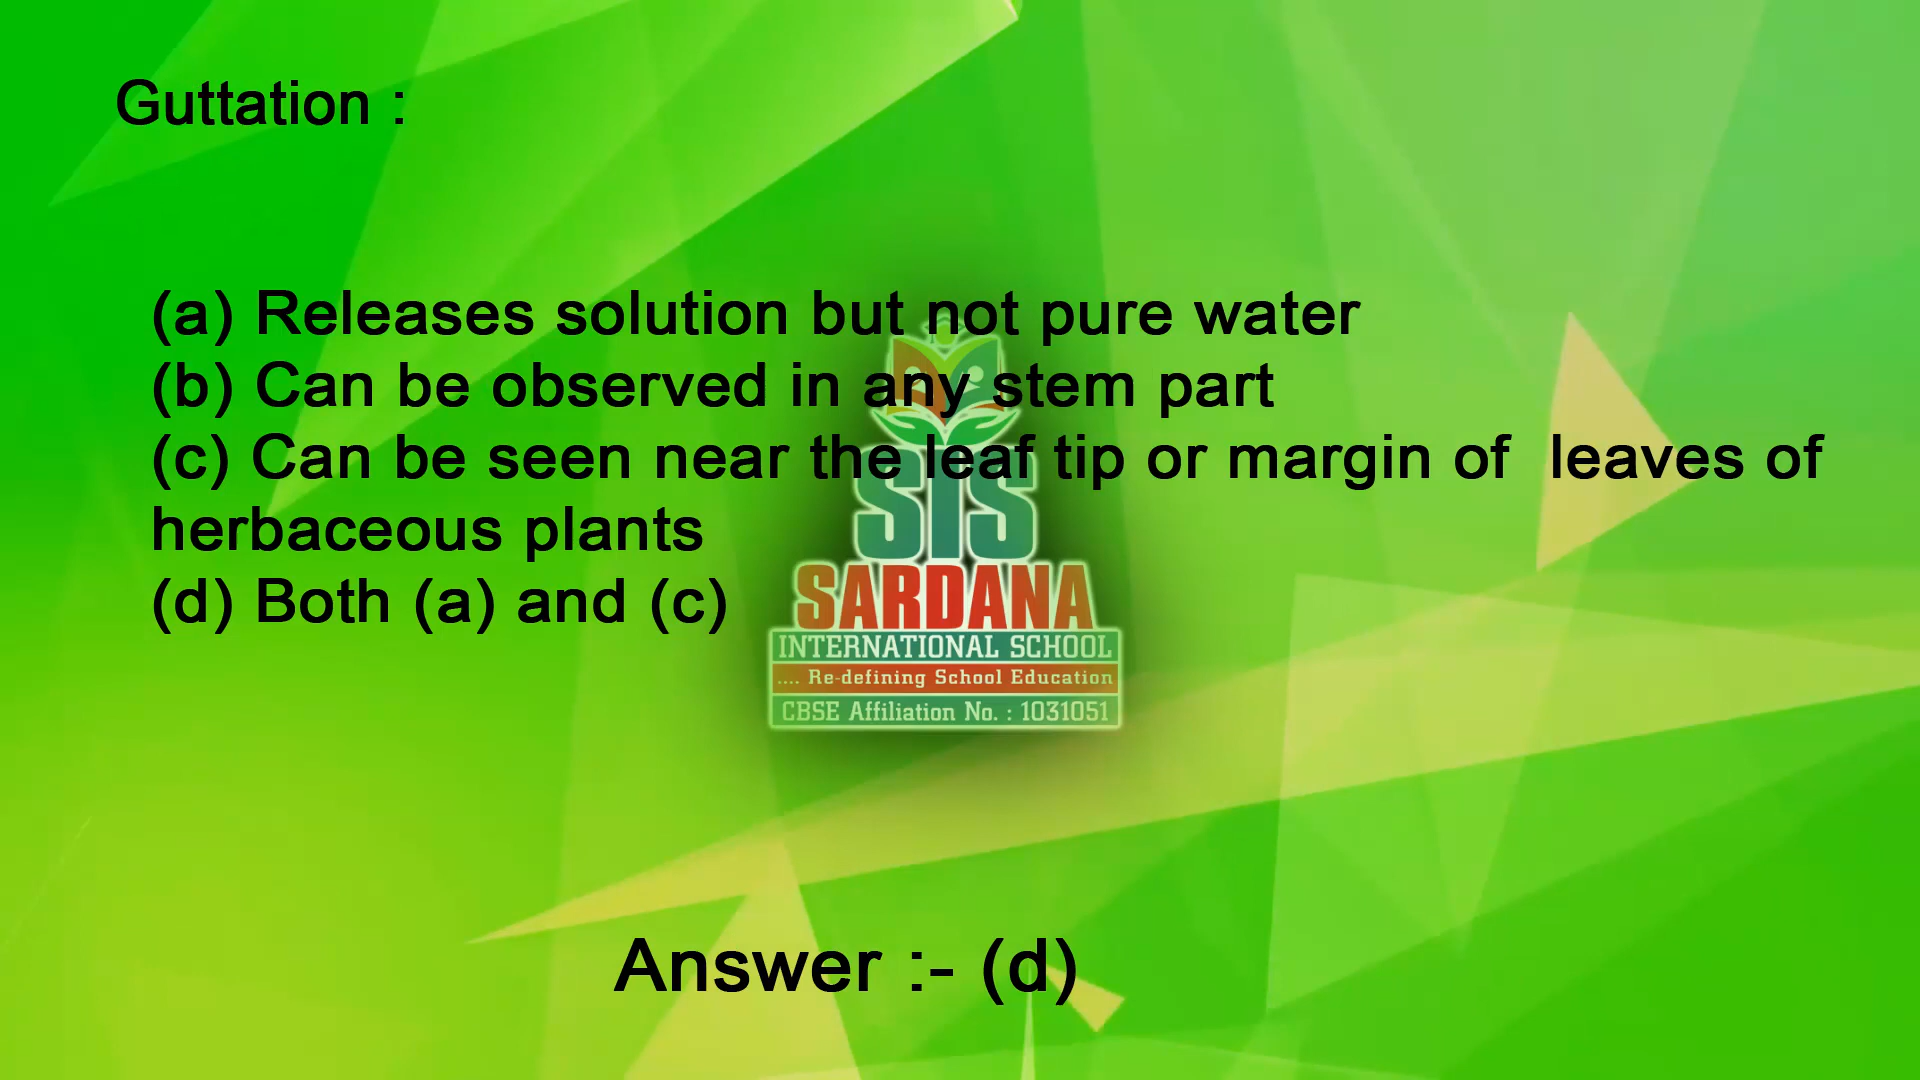 Guttation :
(a) Releases solution but not pure water
(b) Can be observed in any stem part
(c) Can be seen near the leaf tip or margin of  leaves of
herbaceous plants
(d) Both (a) and (c)
SIS
SARDANA
INTERNATIONAL SCHOOL
.... Re-defining School Education
CBSE Affiliation No. : 1031051
Answer :- (d)